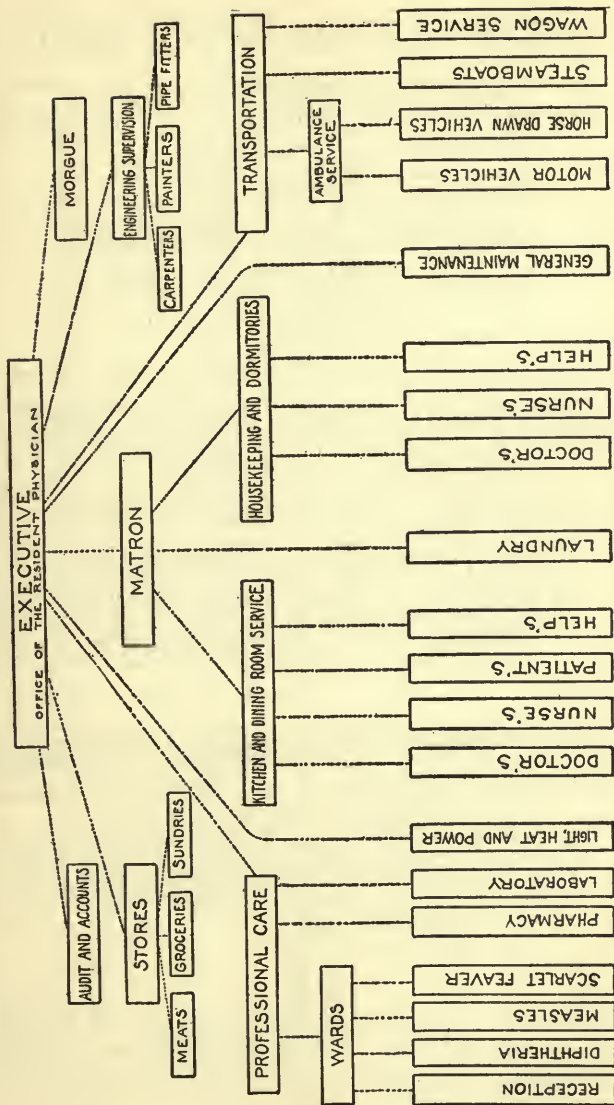 EXECUTIVE
OFFICE OF THE RESIDENT PHYSICIAN
AUDIT AND ACCOUNTS
MORGUE
STORES
MEATS
GROCERIES
SUNDRIES
MATRON
ENGINEERING SUPERVISION
CARPENTERS
PAINTERS
PIPE FITTERS
PROFESSIONAL CARE
KITCHEN AND DINING ROOM SERVICE
HOUSEKEEPING AND DORMITORIES
TRANSPORTATION
WARDS
AMBULANCE
SERVICE
RECEPTION
DIPHTHERIA
MEASLES
SCARLET FEAVER
PHARMACY
LABORATORY
LIGHT, HEAT AND POWER
DOCTOR'S
NURSE'S
PATIENT'S
HELP'S
LAUNDRY
DOCTOR'S
NURSE'S
HELP'S
GENERAL MAINTENANCE
MOTOR VEHICLES
HORSE DRAWN VEHICLES
STEAMBOATS
WAGON SERVICE